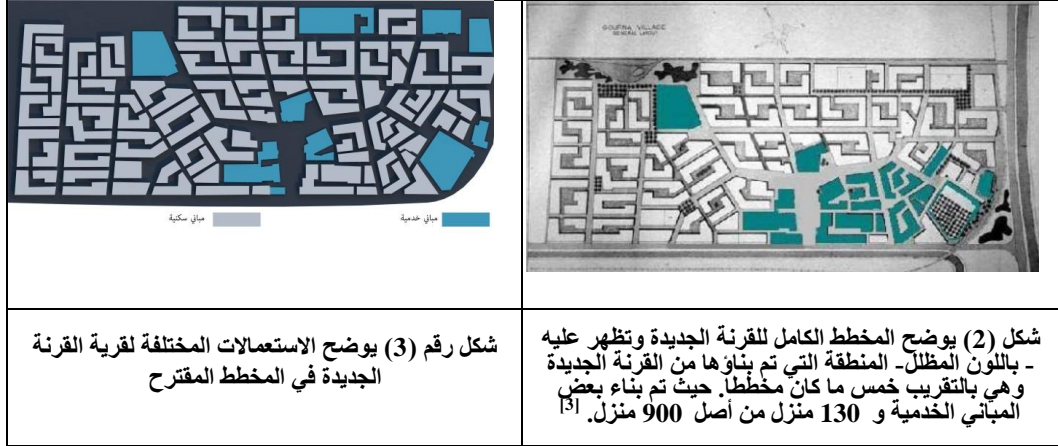 GOURNA VILLAGE
GENERAL LAYOUT
مباني خدمية
مباني سكنية
شكل (2) يوضح المخطط الكامل للقرنة الجديدة وتظهر عليه
- باللون المظلل- المنطقة التي تم بناؤها من القرنة الجديدة
وهي بالتقريب خمس ما كان مخططا. حيث تم بناء بعض
المباني الخدمية و 130 منزل من أصل 900 منزل. [3]
شكل رقم (3) يوضح الاستعمالات المختلفة لقرية القرنة
الجديدة في المخطط المقترح